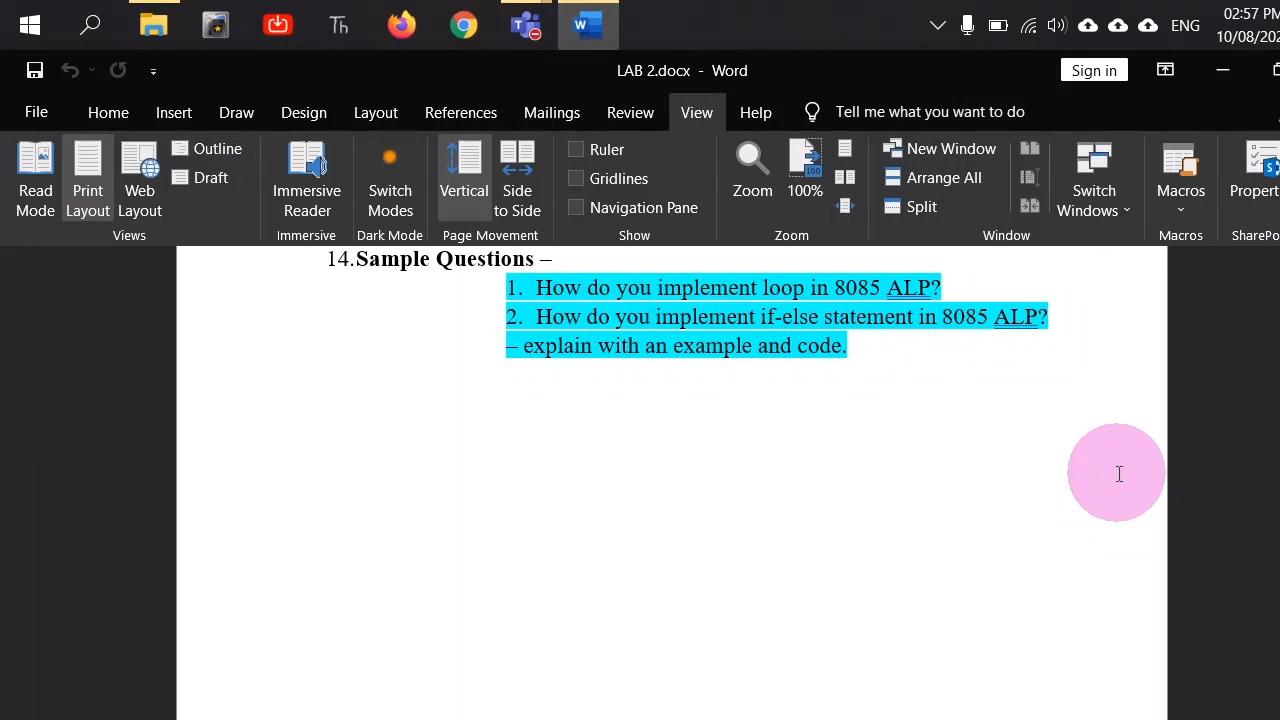 02:57 PM
ENG
10/08/202
LAB 2.docx - Word
Sign in
File Home Insert Draw Design Layout References Mailings Review View Help Tell me what you want to do
Read Mode
Print Layout
Web Layout
Outline
Draft
Views
Immersive Reader
Immersive
Switch Modes
Dark Mode
Vertical
Side to Side
Page Movement
Ruler
Gridlines
Navigation Pane
Show
Zoom
100%
Zoom
New Window
Arrange All
Split
Switch Windows
Window
Macros
Macros
Propert
SharePo
14.Sample Questions –
1. How do you implement loop in 8085 ALP?
2. How do you implement if-else statement in 8085 ALP?
– explain with an example and code.